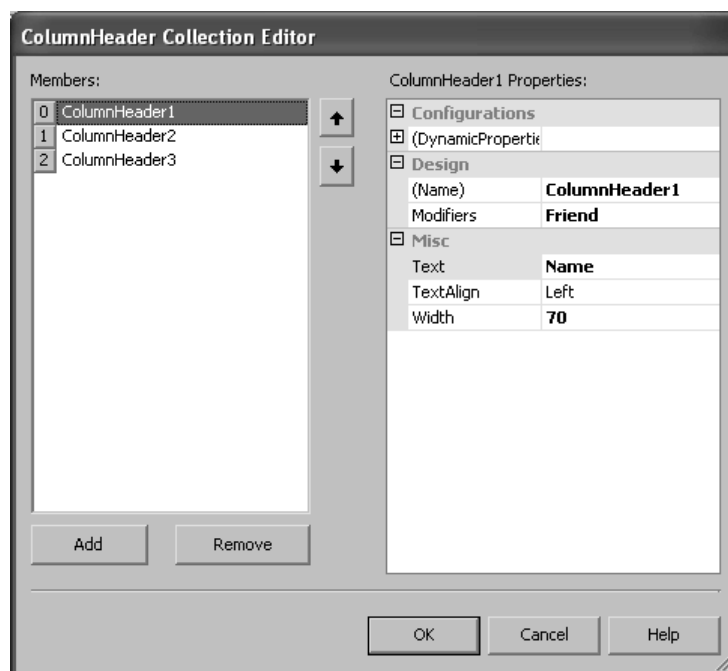 ColumnHeader Collection Editor
Members:
0 ColumnHeader1
1 ColumnHeader2
2 ColumnHeader3
Add
Remove
ColumnHeader1 Properties:
Configurations
(DynamicPropertie
Design
(Name) ColumnHeader1
Modifiers Friend
Misc
Text Name
TextAlign Left
Width 70
OK
Cancel
Help